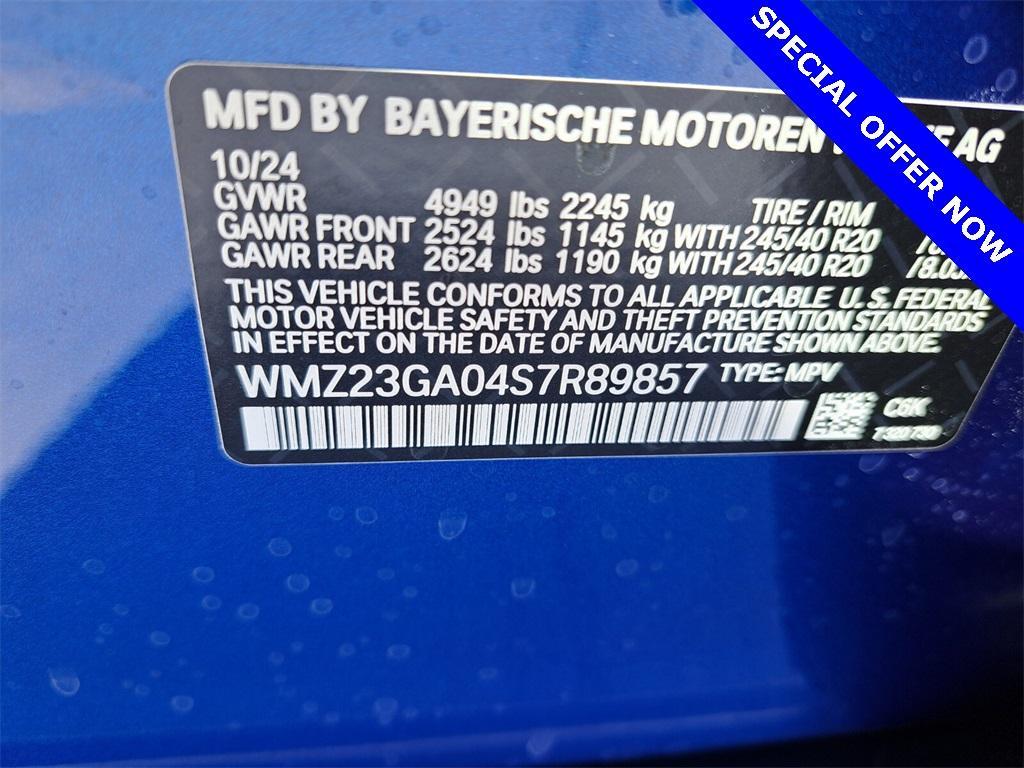 SPECIAL OFFER NOW
MFD BY BAYERISCHE MOTOREN AG
10/24
GVWR 4949 lbs 2245 kg TIRE / RIM
GAWR FRONT 2524 lbs 1145 kg WITH 245/40 R20
GAWR REAR 2624 lbs 1190 kg WITH 245/40 R20
THIS VEHICLE CONFORMS TO ALL APPLICABLE U.S. FEDERAL
MOTOR VEHICLE SAFETY AND THEFT PREVENTION STANDARDS
IN EFFECT ON THE DATE OF MANUFACTURE SHOWN ABOVE.
WMZ23GA04S7R89857 TYPE: MPV
C6K